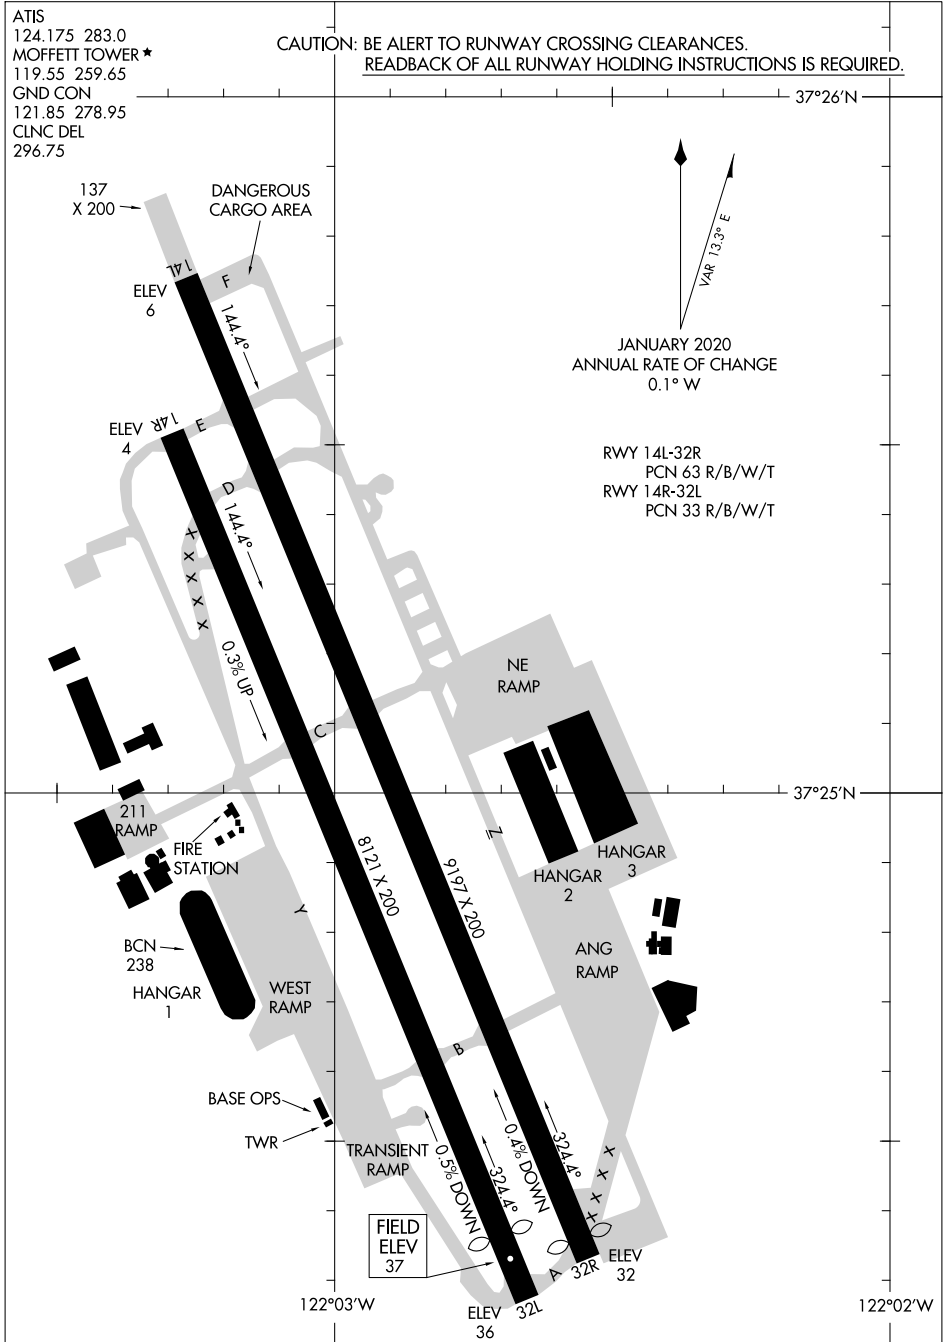 ATIS
124.175 283.0
MOFFETT TOWER★
119.55 259.65
GND CON
121.85 278.95
CLNC DEL
296.75
CAUTION: BE ALERT TO RUNWAY CROSSING CLEARANCES.
READBACK OF ALL RUNWAY HOLDING INSTRUCTIONS IS REQUIRED.
37°26'N
137
X 200
DANGEROUS
CARGO AREA
VAR 13.3° E
14L
F
ELEV
6
144.4°
JANUARY 2020
ANNUAL RATE OF CHANGE
0.1° W
14R
E
ELEV
4
RWY 14L-32R
PCN 63 R/B/W/T
RWY 14R-32L
PCN 33 R/B/W/T
D
144.4°
X X X X X
0.3% UP
NE
RAMP
C
37°25'N
211
RAMP
FIRE
STATION
Z
8121 X 200
9197 X 200
HANGAR
2
HANGAR
3
Y
BCN
238
HANGAR
1
WEST
RAMP
ANG
RAMP
B
BASE OPS
TWR
TRANSIENT
RAMP
0.5% DOWN
324.4°
0.4% DOWN
324.4°
X X X X
FIELD
ELEV
37
A
32R
ELEV
32
32L
ELEV
36
122°03'W
122°02'W